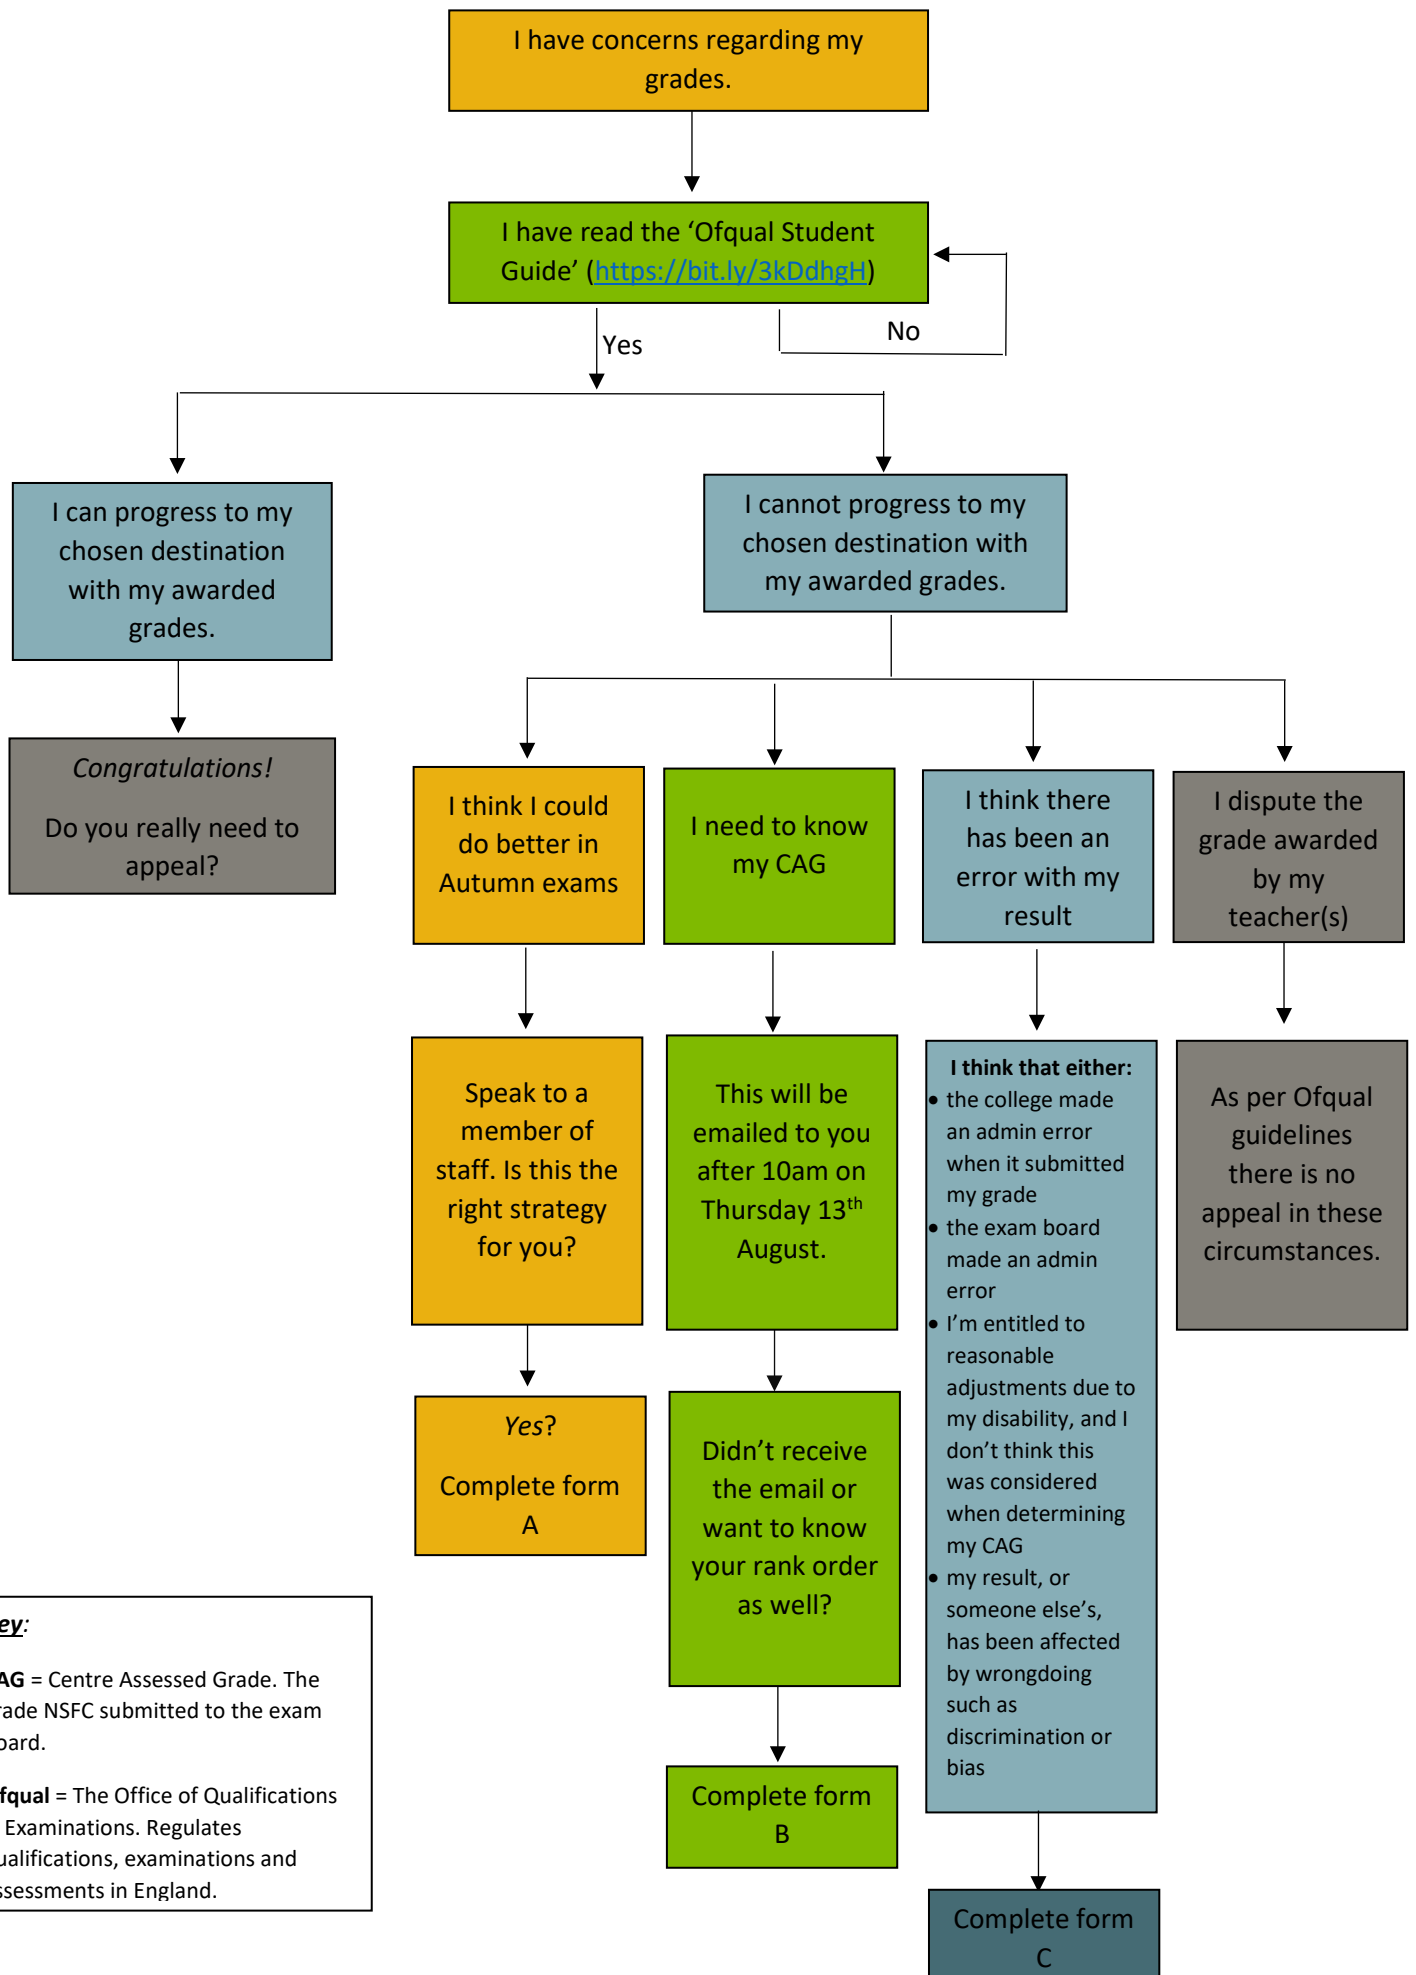 I have concerns regarding my
grades.
I have read the ‘Ofqual Student
Guide’ (https://bit.ly/3kDdhgH)
Yes
No
I can progress to my
chosen destination
with my awarded
grades.
I cannot progress to my
chosen destination with
my awarded grades.
Congratulations!
Do you really need to
appeal?
I think I could
do better in
Autumn exams
I need to know
my CAG
I think there
has been an
error with my
result
I dispute the
grade awarded
by my
teacher(s)
Speak to a
member of
staff. Is this the
right strategy
for you?
This will be
emailed to you
after 10am on
Thursday 13th
August.
I think that either:
• the college made
an admin error
when it submitted
my grade
• the exam board
made an admin
error
• I’m entitled to
reasonable
adjustments due to
my disability, and I
don’t think this
was considered
when determining
my CAG
• my result, or
someone else’s,
has been affected
by wrongdoing
such as
discrimination or
bias
As per Ofqual
guidelines
there is no
appeal in these
circumstances.
Yes?
Complete form
A
Didn’t receive
the email or
want to know
your rank order
as well?
Complete form
B
Complete form
C
ey:
AG = Centre Assessed Grade. The
rade NSFC submitted to the exam
oard.
fqual = The Office of Qualifications
Examinations. Regulates
ualifications, examinations and
ssessments in England.